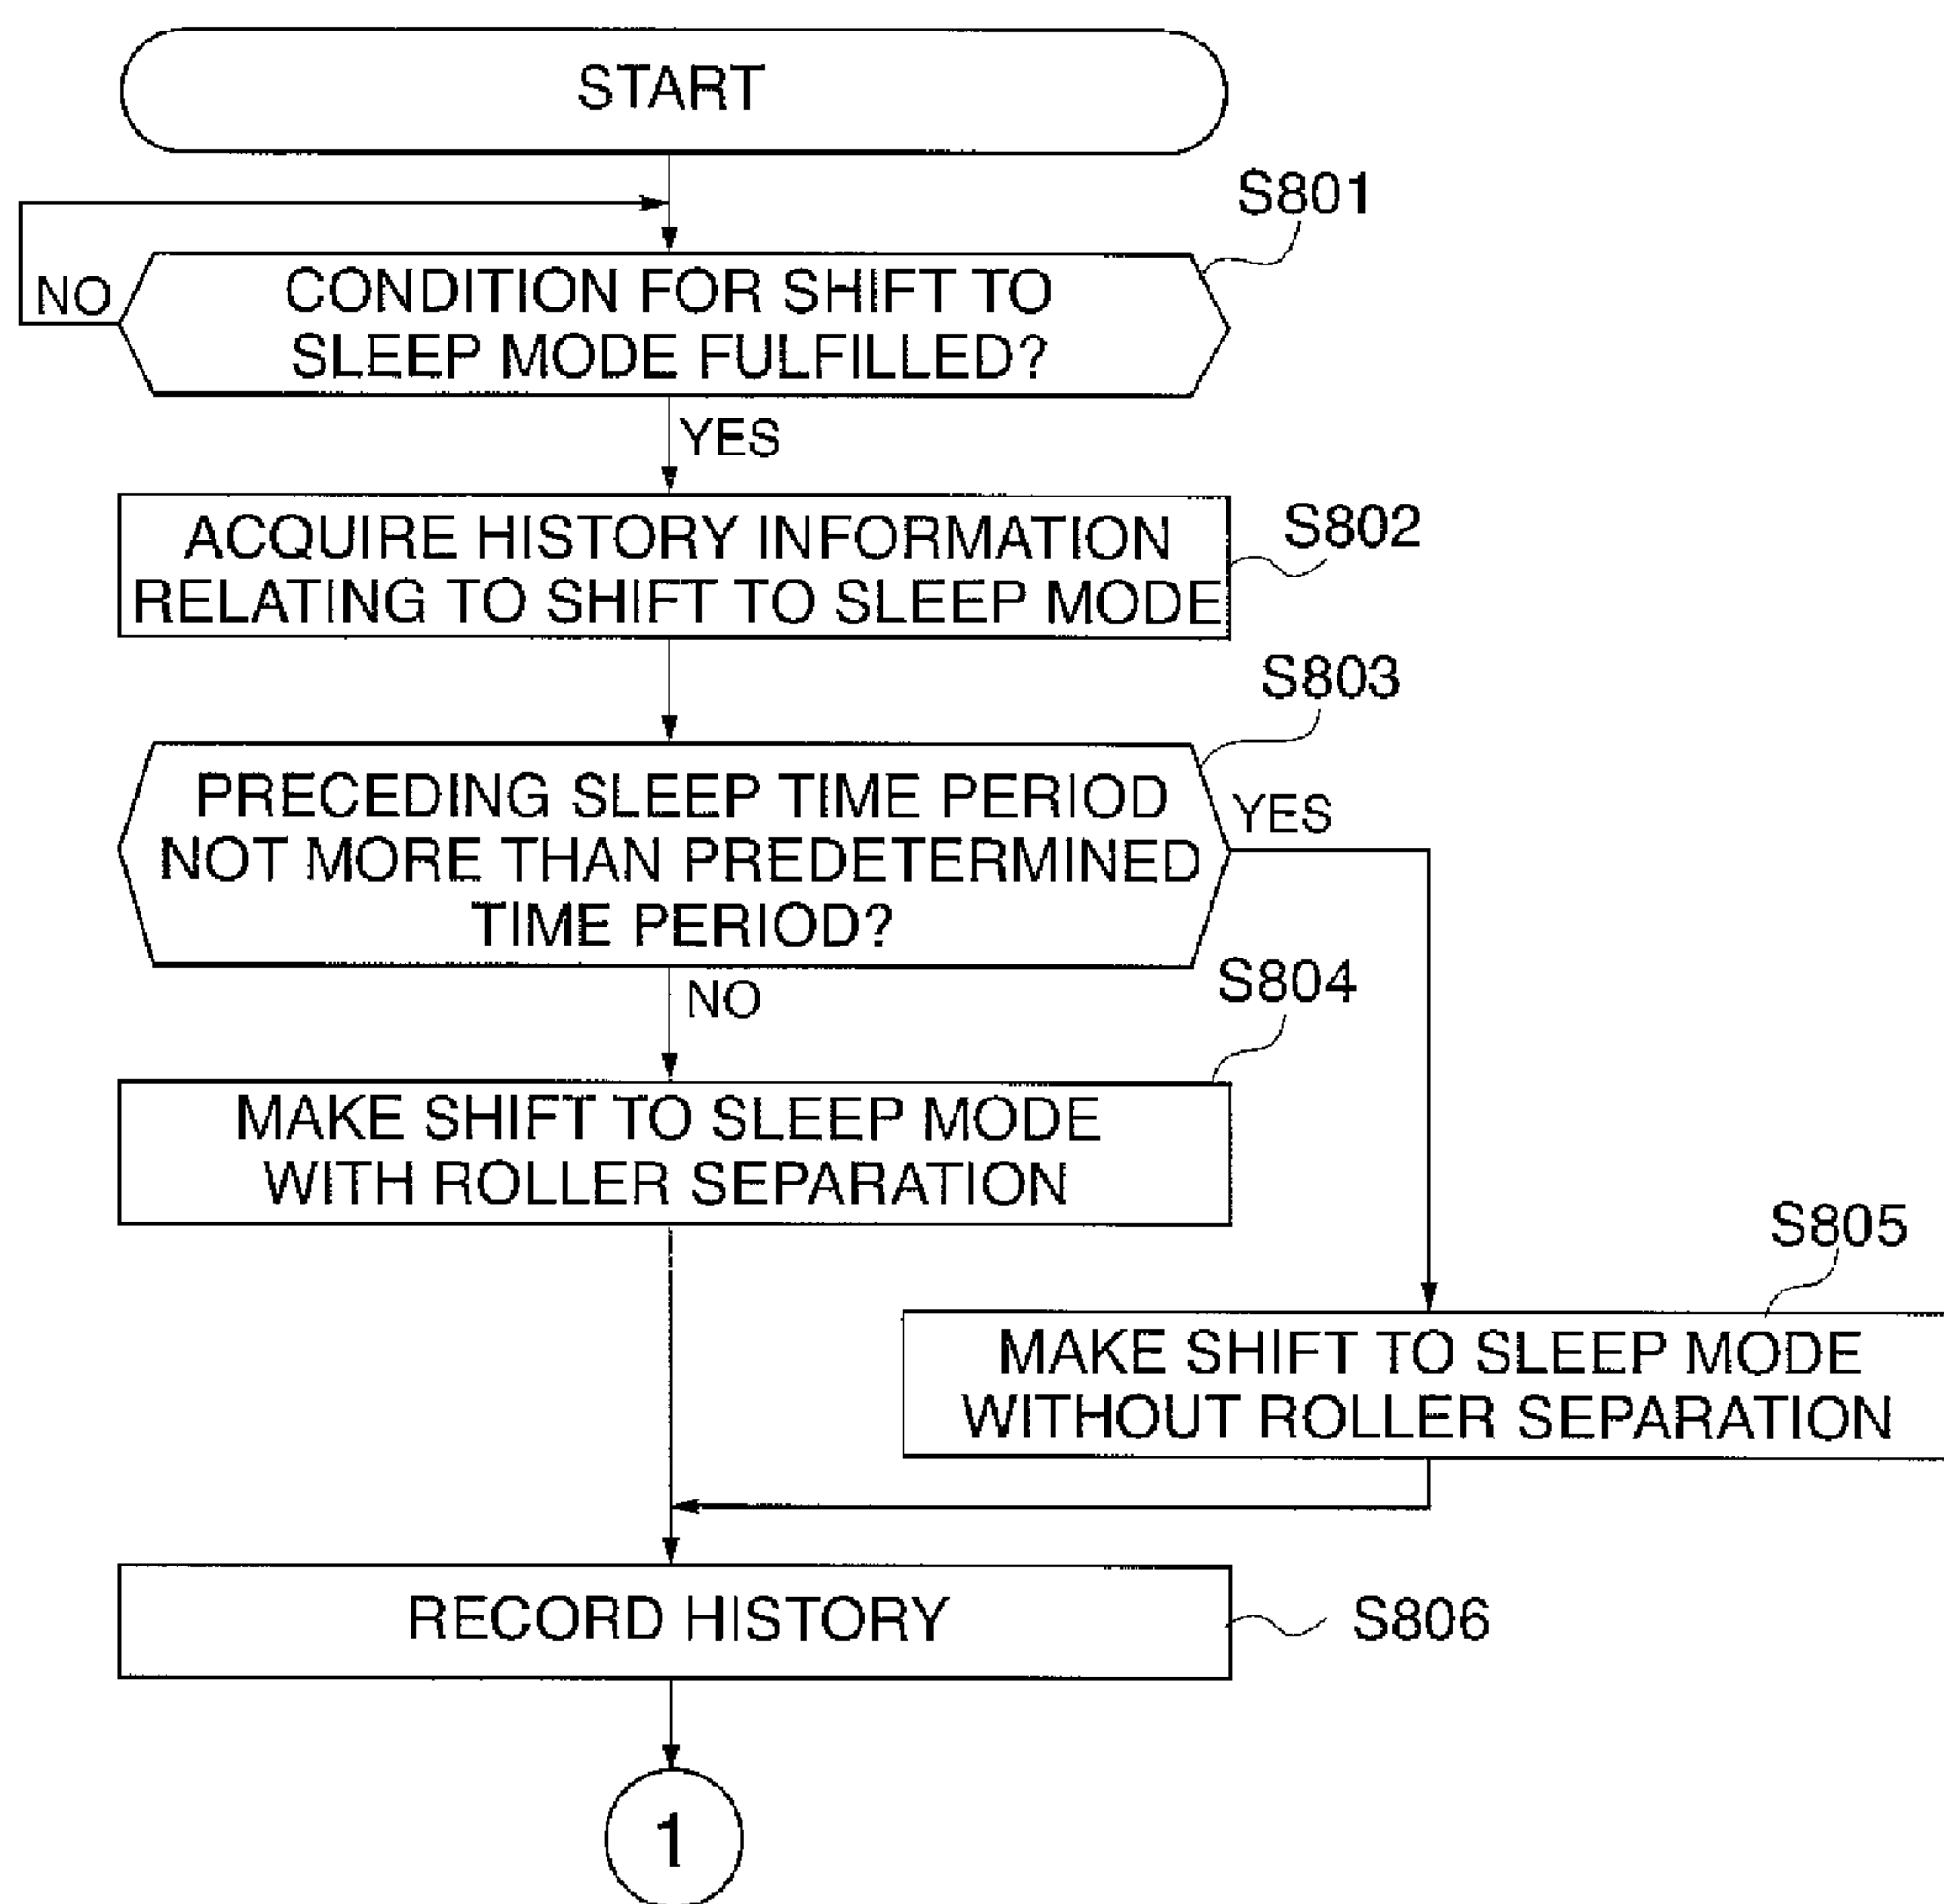 START
S801
NO
CONDITION FOR SHIFT TO
SLEEP MODE FULFILLED?
YES
ACQUIRE HISTORY INFORMATION
RELATING TO SHIFT TO SLEEP MODE
S802
S803
PRECEDING SLEEP TIME PERIOD
NOT MORE THAN PREDETERMINED
TIME PERIOD?
YES
NO
S804
MAKE SHIFT TO SLEEP MODE
WITH ROLLER SEPARATION
S805
MAKE SHIFT TO SLEEP MODE
WITHOUT ROLLER SEPARATION
RECORD HISTORY
S806
1